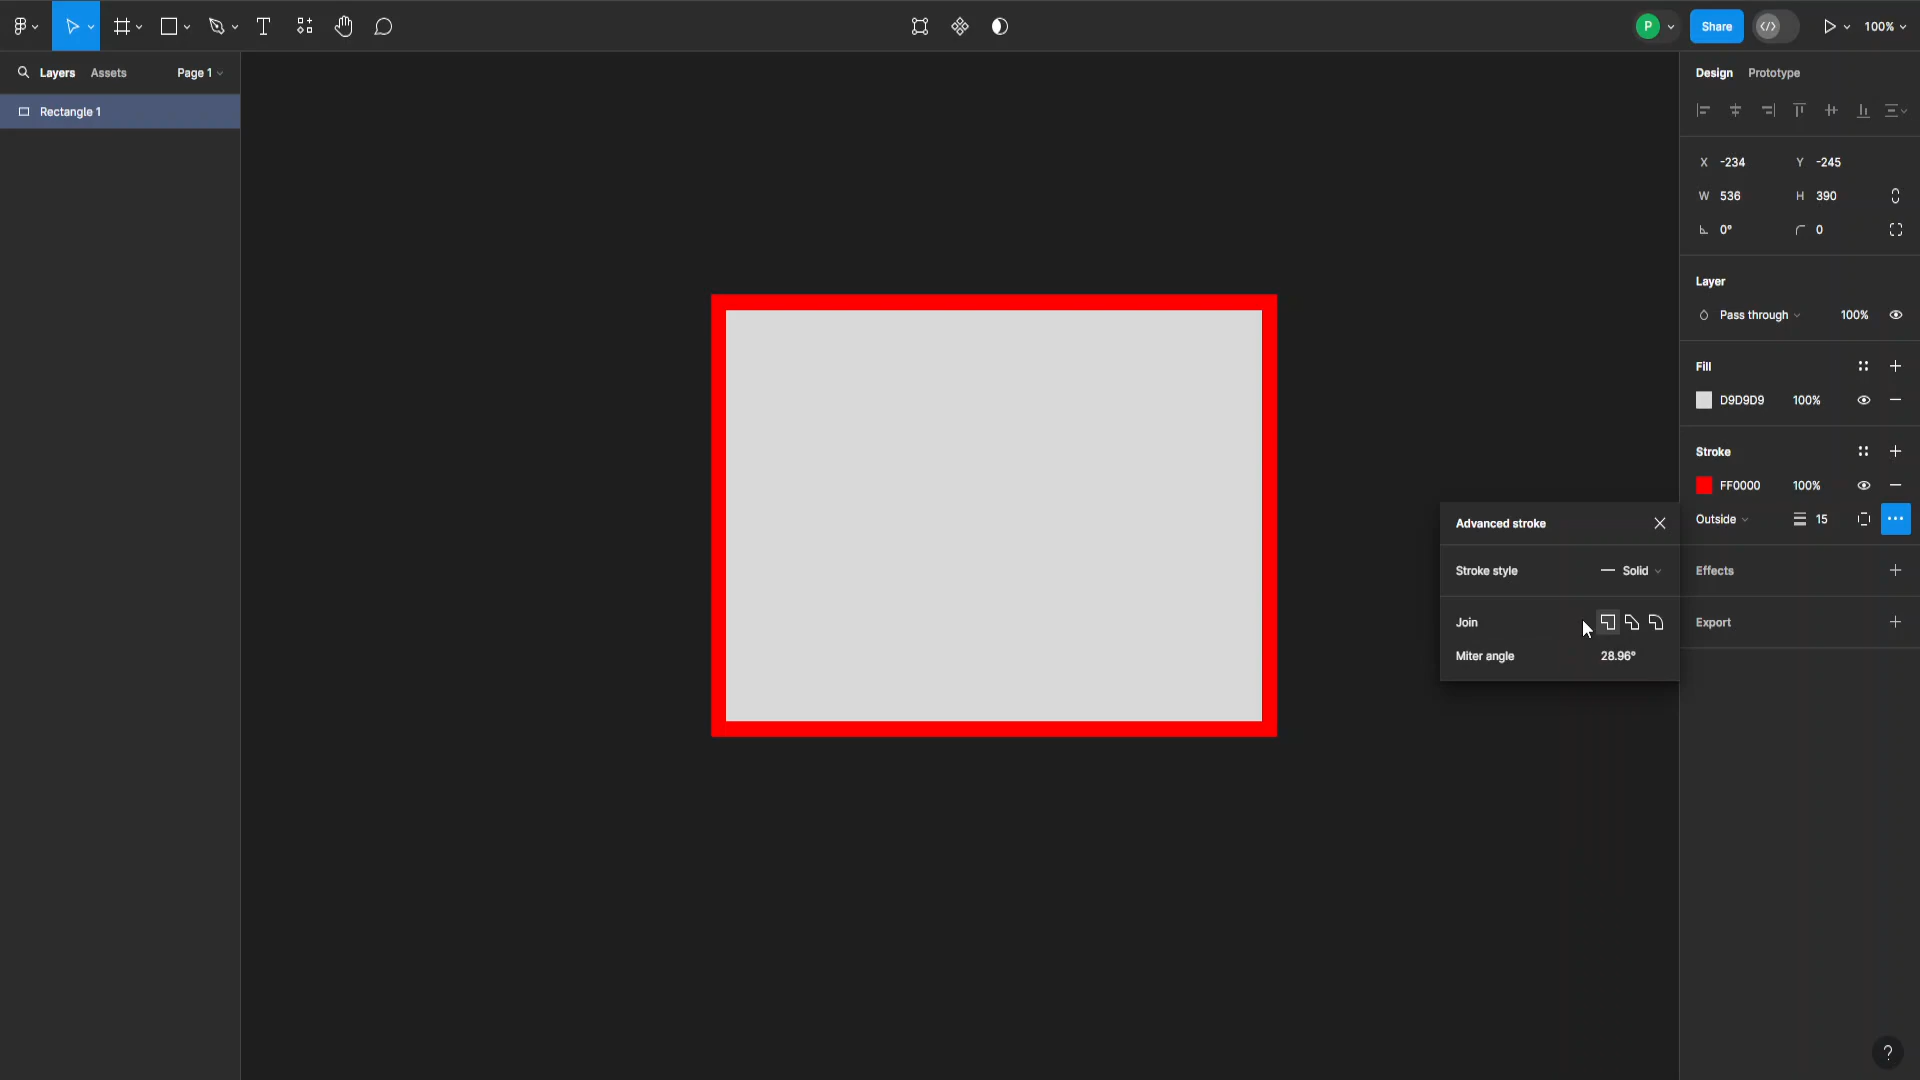 P
Share
100%
Layers
Assets
Page 1
Rectangle 1
Design
Prototype
X -234
Y -245
W 536
H 390
0°
0
Layer
Pass through
100%
Fill
D9D9D9
100%
Stroke
FF0000
100%
Outside
15
Advanced stroke
Stroke style
Solid
Join
Miter angle
28.96°
Effects
Export
?